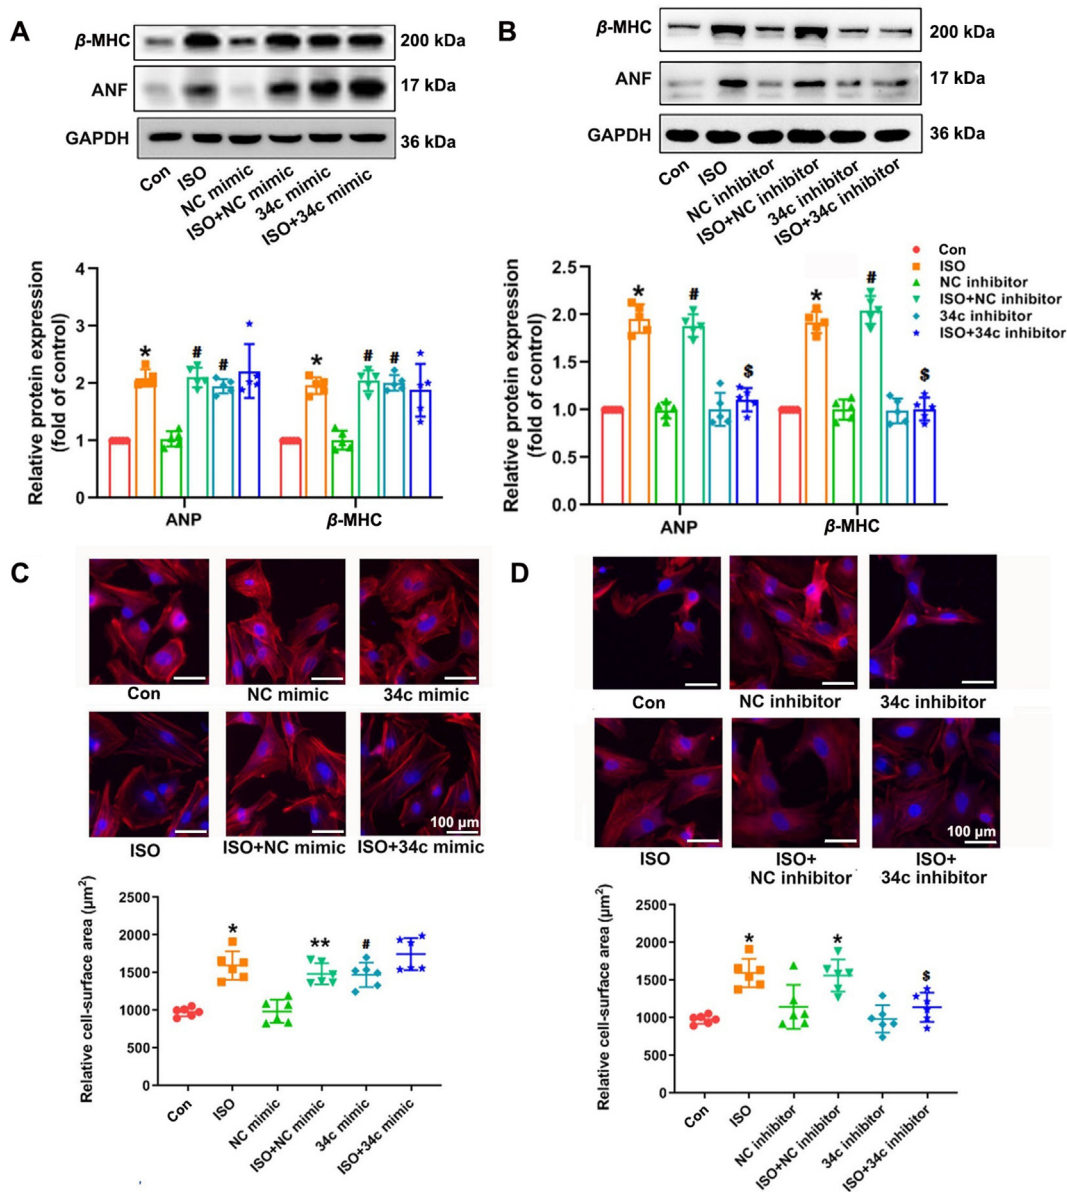 A
β-MHC
200 kDa
ANF
17 kDa
GAPDH
36 kDa
Con
ISO
NC mimic
ISO+NC mimic
34c mimic
ISO+34c mimic
Relative protein expression
(fold of control)
4
3
2
1
0
*
#
#
*
#
#
ANP
β-MHC
B
β-MHC
200 kDa
ANF
17 kDa
GAPDH
36 kDa
Con
ISO
NC inhibitor
ISO+NC inhibitor
34c inhibitor
ISO+34c inhibitor
Con
ISO
NC inhibitor
ISO+NC inhibitor
34c inhibitor
ISO+34c inhibitor
Relative protein expression
(fold of control)
2.5
2.0
1.5
1.0
0.5
0.0
*
#
$
*
#
$
ANP
β-MHC
C
Con
NC mimic
34c mimic
100 µm
ISO
ISO+NC mimic
ISO+34c mimic
Relative cell-surface area (µm²)
2500
2000
1500
1000
500
0
*
**
#
Con
ISO
NC mimic
ISO+NC mimic
34c mimic
ISO+34c mimic
D
Con
NC inhibitor
34c inhibitor
100 µm
ISO
ISO+
NC inhibitor
ISO+
34c inhibitor
Relative cell-surface area (µm²)
2500
2000
1500
1000
500
0
*
*
$
Con
ISO
NC inhibitor
ISO+NC inhibitor
34c inhibitor
ISO+34c inhibitor